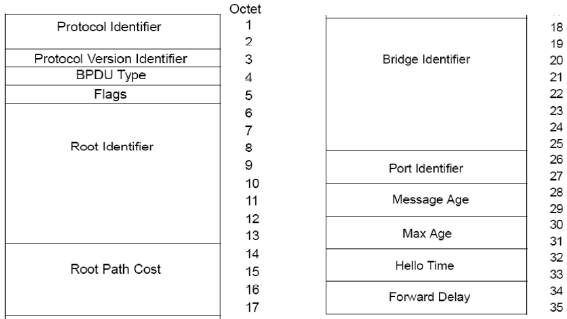 Octet
Protocol Identifier 1
2
Protocol Version Identifier 3
BPDU Type 4
Flags 5
6
7
Root Identifier 8
9
10
11
12
13
14
Root Path Cost 15
16
17
18
19
Bridge Identifier 20
21
22
23
24
25
26
Port Identifier 27
28
Message Age 29
30
Max Age 31
32
Hello Time 33
34
Forward Delay 35